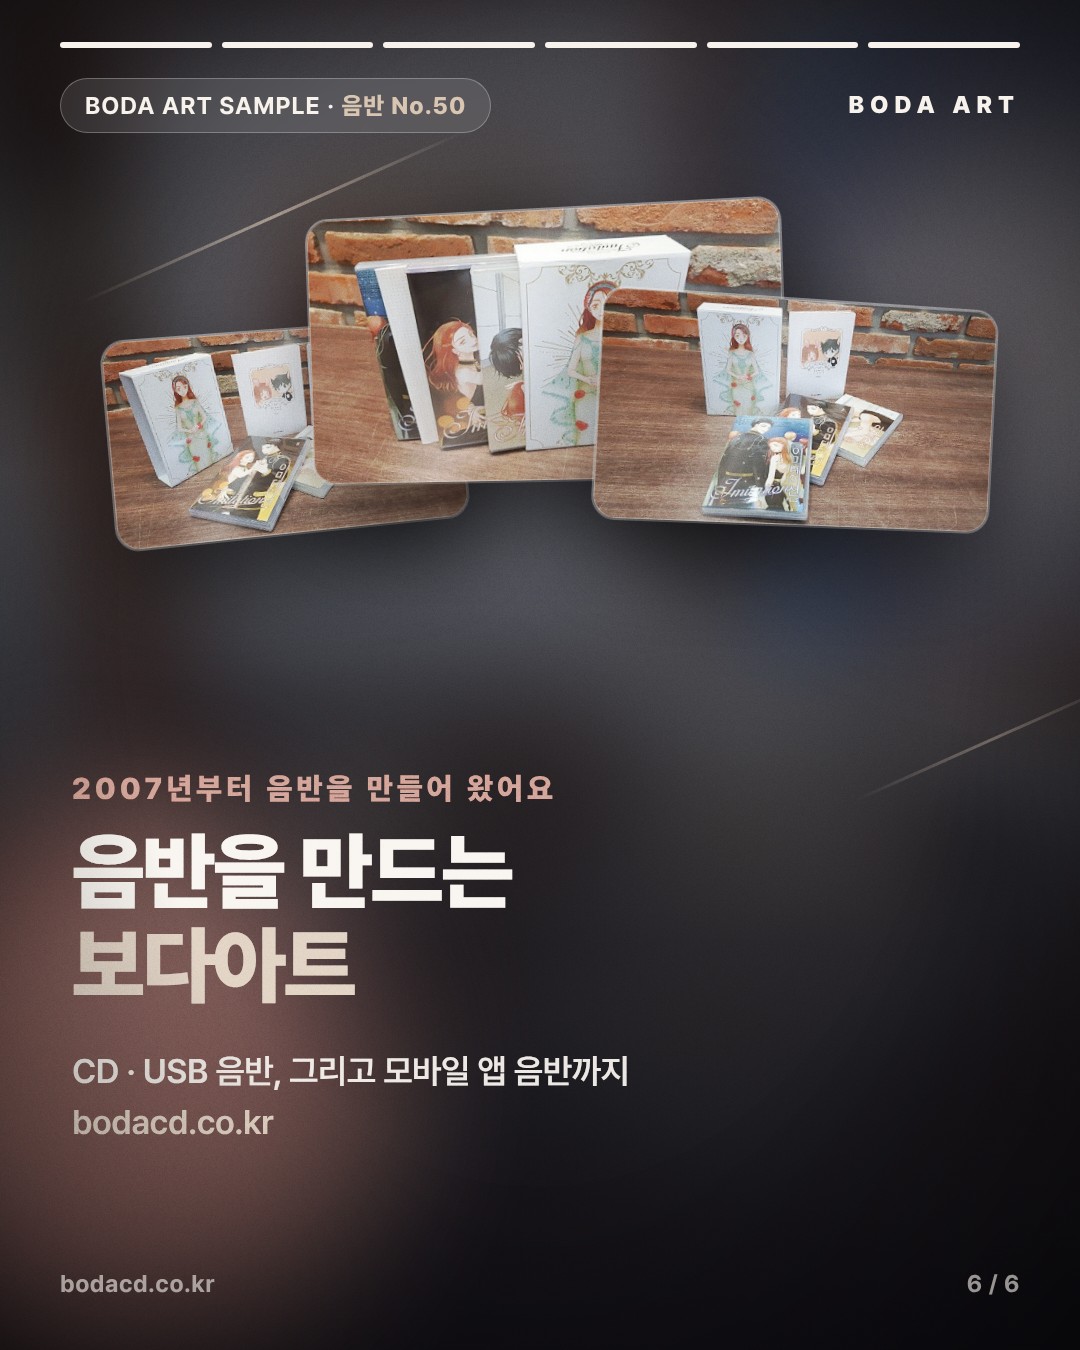 BODA ART SAMPLE · 음반 No.50
BODA ART
Imitation
2007년부터 음반을 만들어 왔어요
음반을 만드는
보다아트
CD · USB 음반, 그리고 모바일 앱 음반까지
bodacd.co.kr
bodacd.co.kr
6 / 6